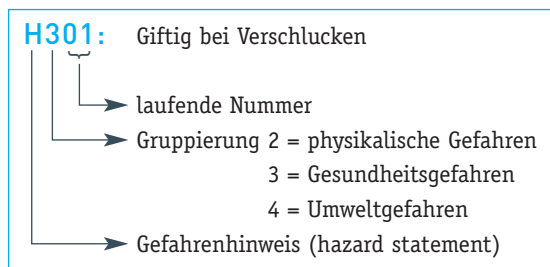 H301: Giftig bei Verschlucken
laufende Nummer
Gruppierung 2 = physikalische Gefahren
3 = Gesundheitsgefahren
4 = Umweltgefahren
Gefahrenhinweis (hazard statement)